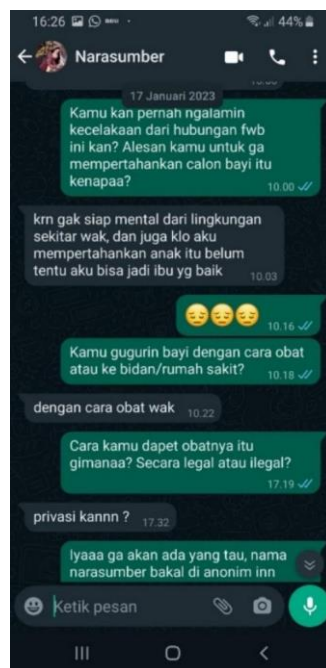 16:26
44%
Narasumber
17 Januari 2023
Kamu kan pernah ngalamin
kecelakaan dari hubungan fwb
ini kan? Alesan kamu untuk ga
mempertahankan calon bayi itu
kenapaa?
10.00
krn gak siap mental dari lingkungan
sekitar wak, dan juga klo aku
mempertahankan anak itu belum
tentu aku bisa jadi ibu yg baik
10.03
😔😔😔 10.16
Kamu gugurin bayi dengan cara obat
atau ke bidan/rumah sakit?
10.18
dengan cara obat wak 10.22
Cara kamu dapet obatnya itu
gimanaa? Secara legal atau ilegal?
17.19
privasi kannn ? 17.32
Iyaaa ga akan ada yang tau, nama
narasumber bakal di anonim inn
Ketik pesan